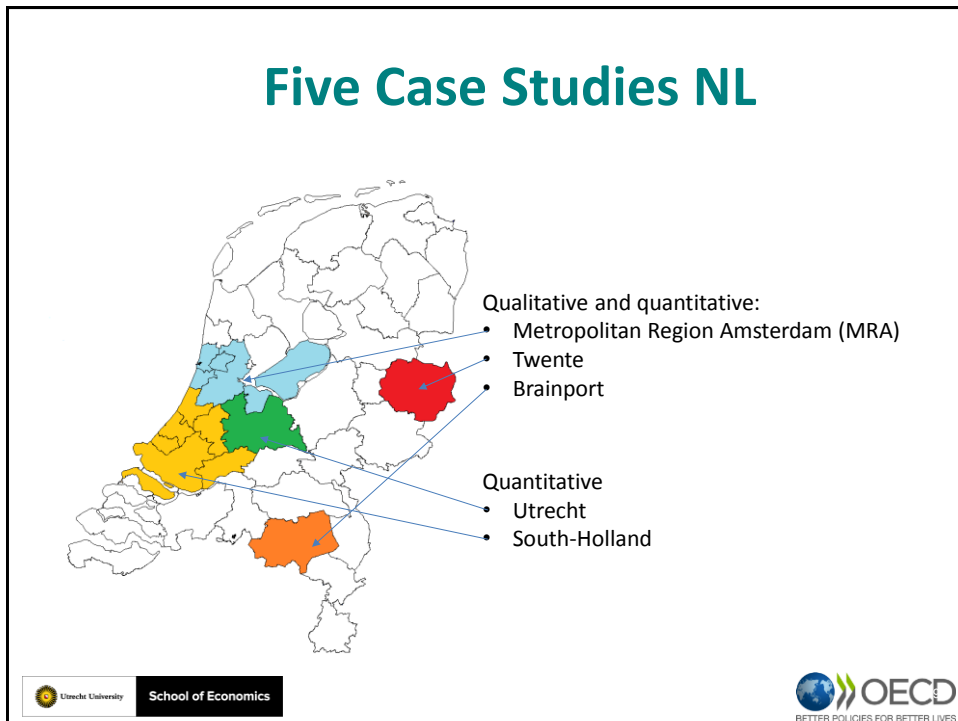 Five Case Studies NL
Qualitative and quantitative:
• Metropolitan Region Amsterdam (MRA)
• Twente
• Brainport
Quantitative
• Utrecht
• South-Holland
Utrecht University
School of Economics
OECD
BETTER POLICIES FOR BETTER LIVES